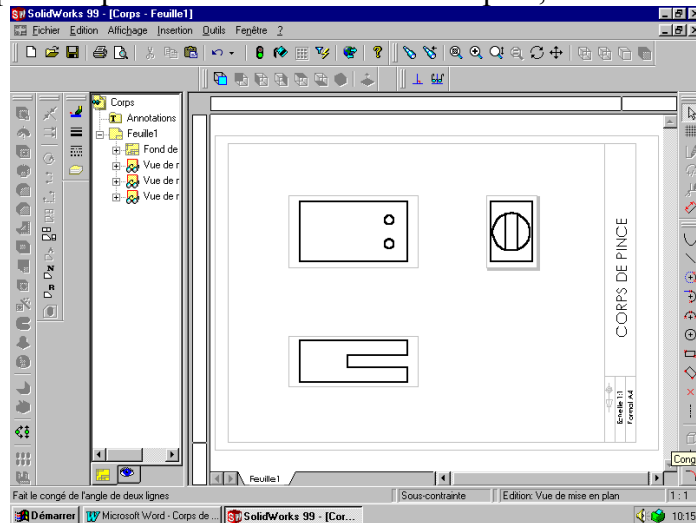 SolidWorks 99 - [Corps - Feuille1]
Fichier Edition Affichage Insertion Outils Fenêtre ?
Corps
Annotations
Feuille1
Fond de
Vue de r
Vue de r
Vue de r
CORPS DE PINCE
Echelle 1:1
Format A4
Cong
Feuille1
Fait le congé de l'angle de deux lignes
Sous-contrainte
Edition: Vue de mise en plan
1 : 1
Démarrer
Microsoft Word - Corps de ...
SolidWorks 99 - [Cor...
10:15